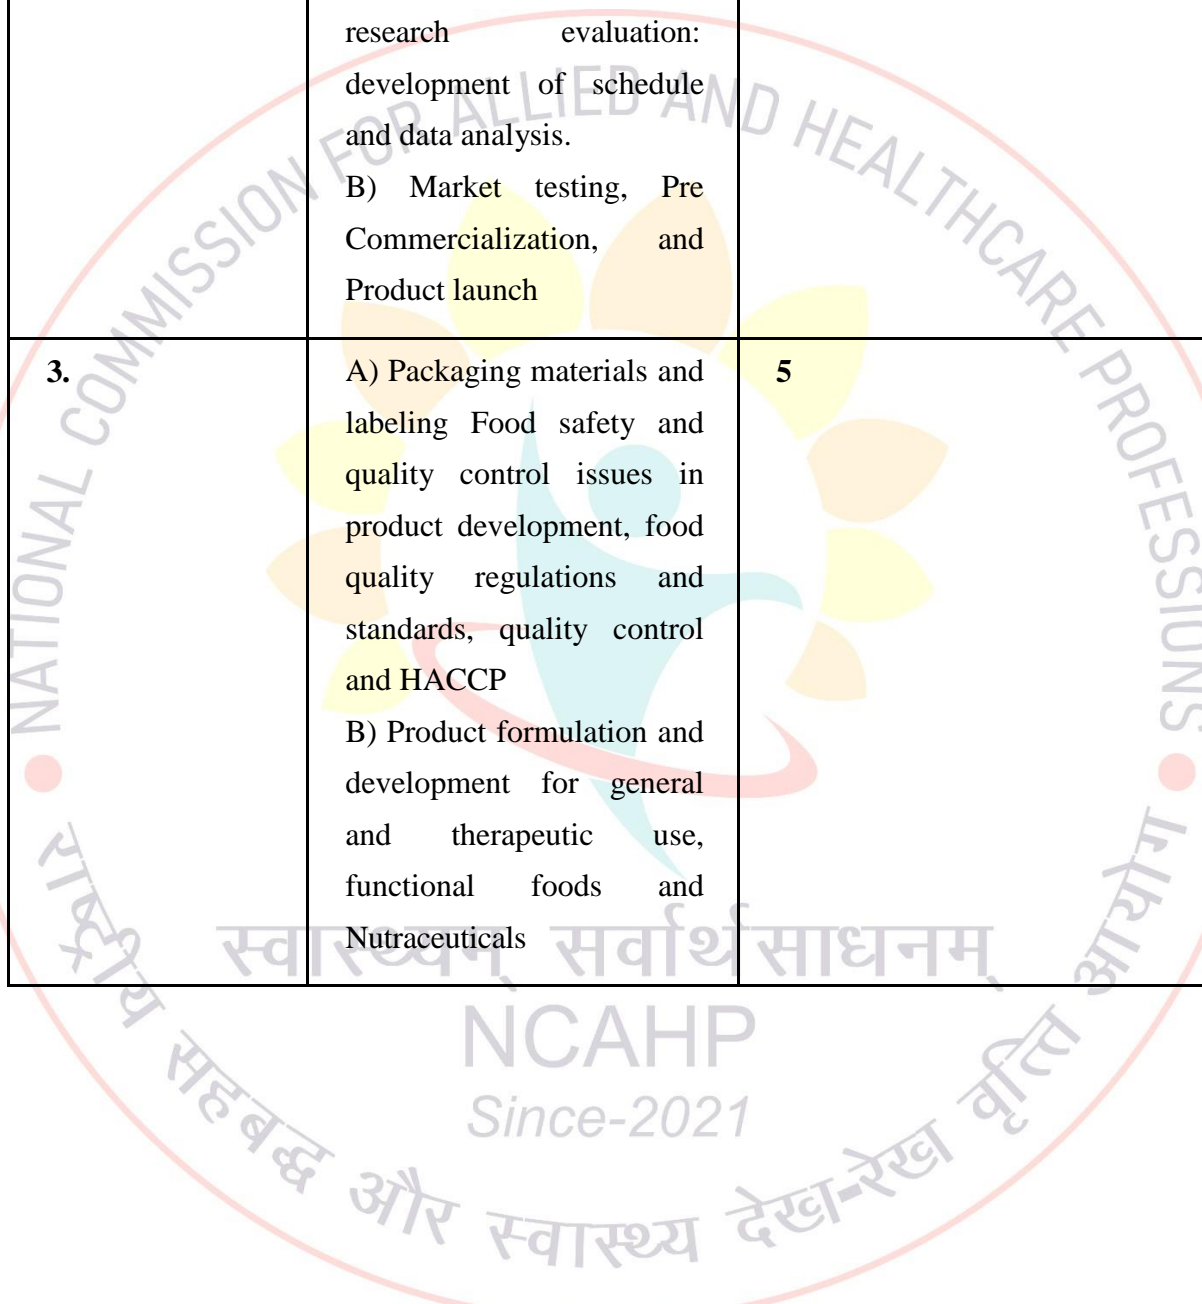 research evaluation:
development of schedule
and data analysis.
B) Market testing, Pre
Commercialization, and
Product launch
3.
A) Packaging materials and
labeling Food safety and
quality control issues in
product development, food
quality regulations and
standards, quality control
and HACCP
B) Product formulation and
development for general
and therapeutic use,
functional foods and
Nutraceuticals
5
NATIONAL COMMISSION FOR ALLIED AND HEALTHCARE PROFESSIONS
स्वास्थ्यम् सर्वार्थसाधनम्
NCAHP
Since-2021
राष्ट्रीय सहबद्ध और स्वास्थ्य देख-रेख वृत्ति आयोग